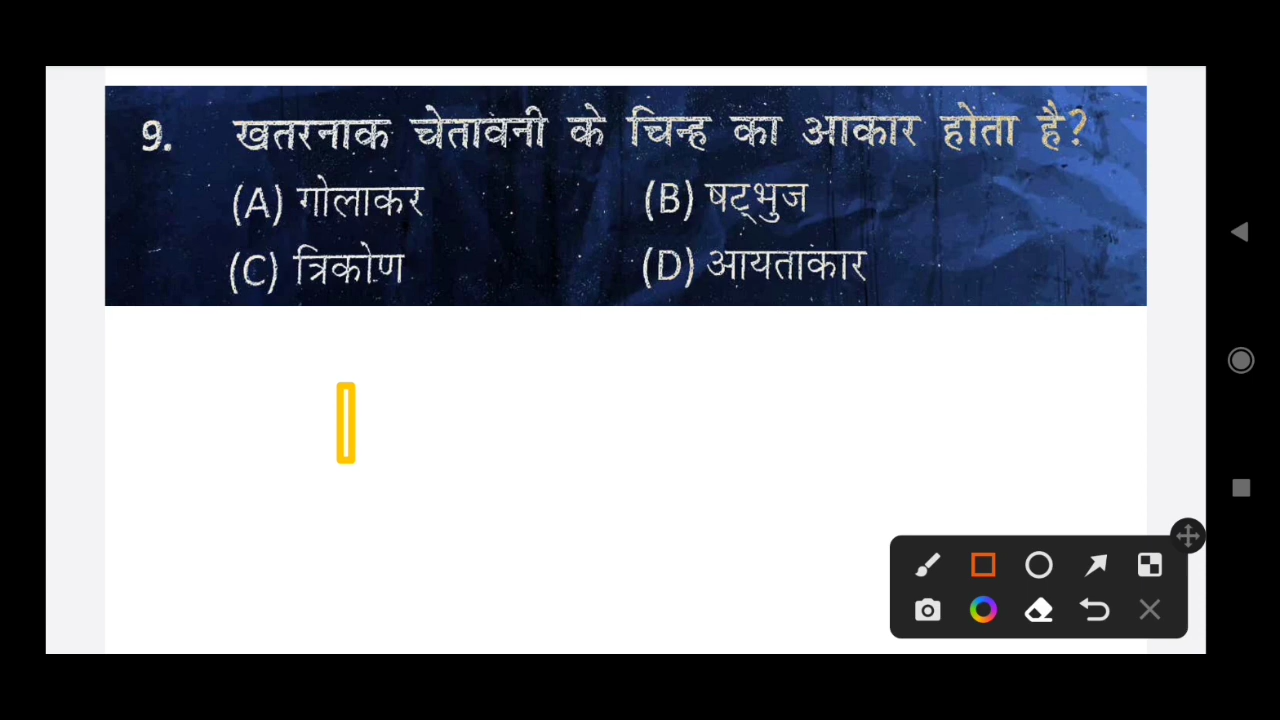 9. खतरनाक चेतावनी के चिन्ह का आकार होता है?
(A) गोलाकर (B) षट्भुज
(C) त्रिकोण (D) आयताकार